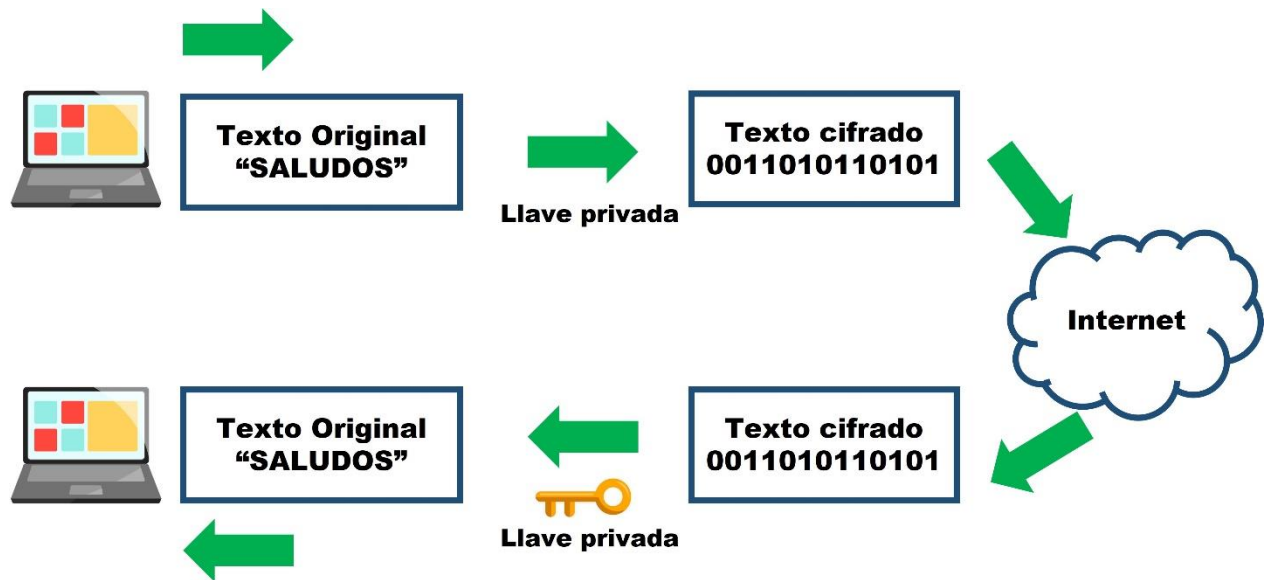 Texto Original
“SALUDOS”
Llave privada
Texto cifrado
0011010110101
Internet
Texto Original
“SALUDOS”
Llave privada
Texto cifrado
0011010110101